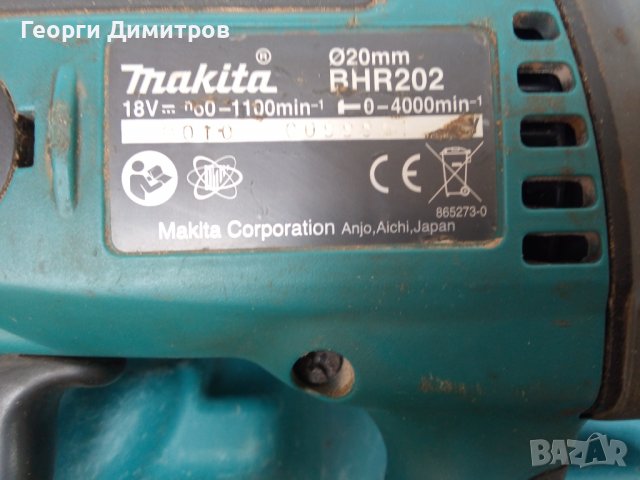 Георги Димитров
makita ®
Ø20mm
BHR202
18V⎓ n₀0–1100min⁻¹ 0–4000min⁻¹
CE
865273-0
Makita Corporation Anjo,Aichi,Japan
BAZAR